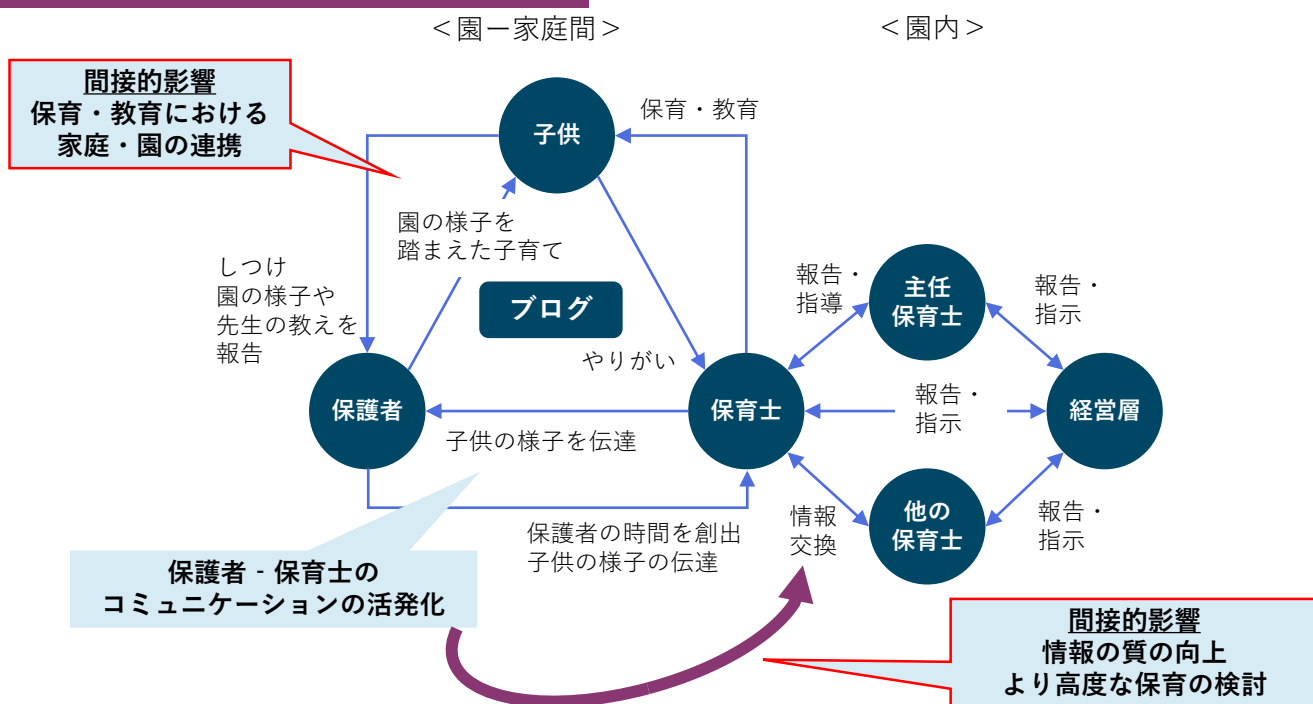 ＜園ー家庭間＞
＜園内＞
間接的影響
保育・教育における
家庭・園の連携
子供
保育・教育
園の様子を
踏まえた子育て
しつけ
園の様子や
先生の教えを
報告
ブログ
やりがい
報告・
指導
主任
保育士
報告・
指示
保護者
保育士
報告・
指示
経営層
子供の様子を伝達
保護者の時間を創出
子供の様子の伝達
情報
交換
他の
保育士
報告・
指示
保護者‐保育士の
コミュニケーションの活発化
間接的影響
情報の質の向上
より高度な保育の検討